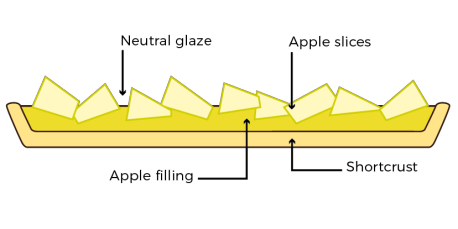 Neutral glaze
Apple slices
Apple filling
Shortcrust